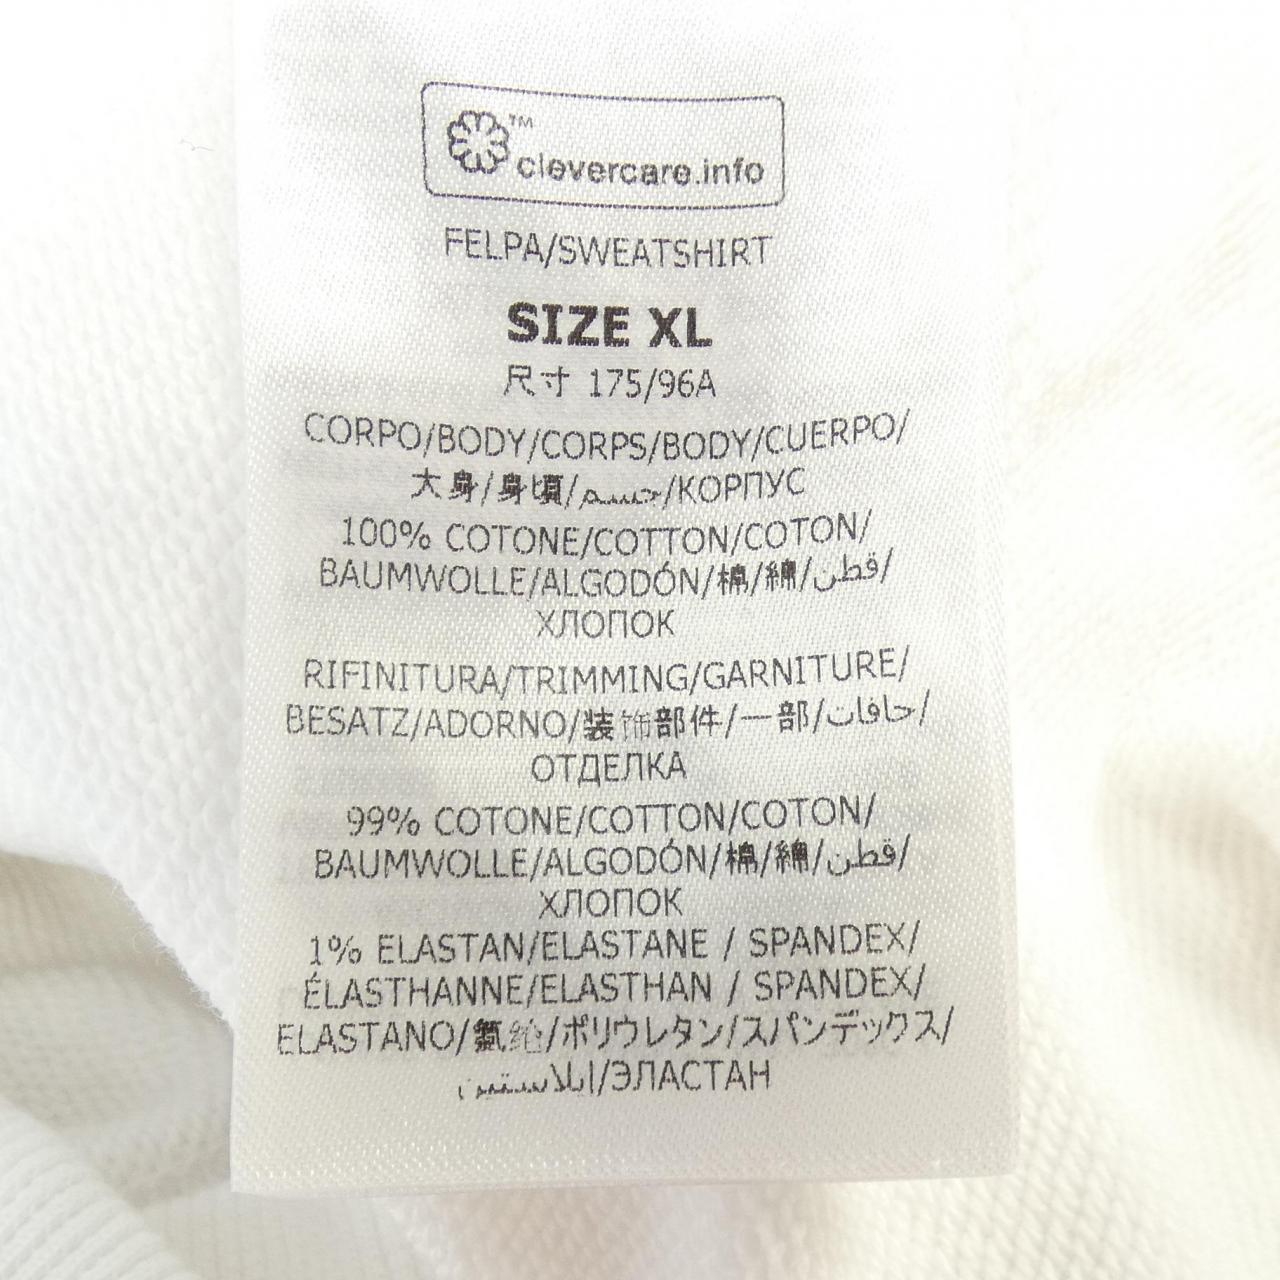 ™ clevercare.info
FELPA/SWEATSHIRT
SIZE XL
尺寸 175/96A
CORPO/BODY/CORPS/BODY/CUERPO/
大身/身頃/جسم/КОРПУС
100% COTONE/COTTON/COTON/
BAUMWOLLE/ALGODÓN/棉/綿/قطن/
ХЛОПОК
RIFINITURA/TRIMMING/GARNITURE/
BESATZ/ADORNO/装饰部件/一部/حافات/
ОТДЕЛКА
99% COTONE/COTTON/COTON/
BAUMWOLLE/ALGODÓN/棉/綿/قطن/
ХЛОПОК
1% ELASTAN/ELASTANE / SPANDEX/
ÉLASTHANNE/ELASTHAN / SPANDEX/
ELASTANO/氨纶/ポリウレタン/スパンデックス/
إيلاستين/ЭЛАСТАН